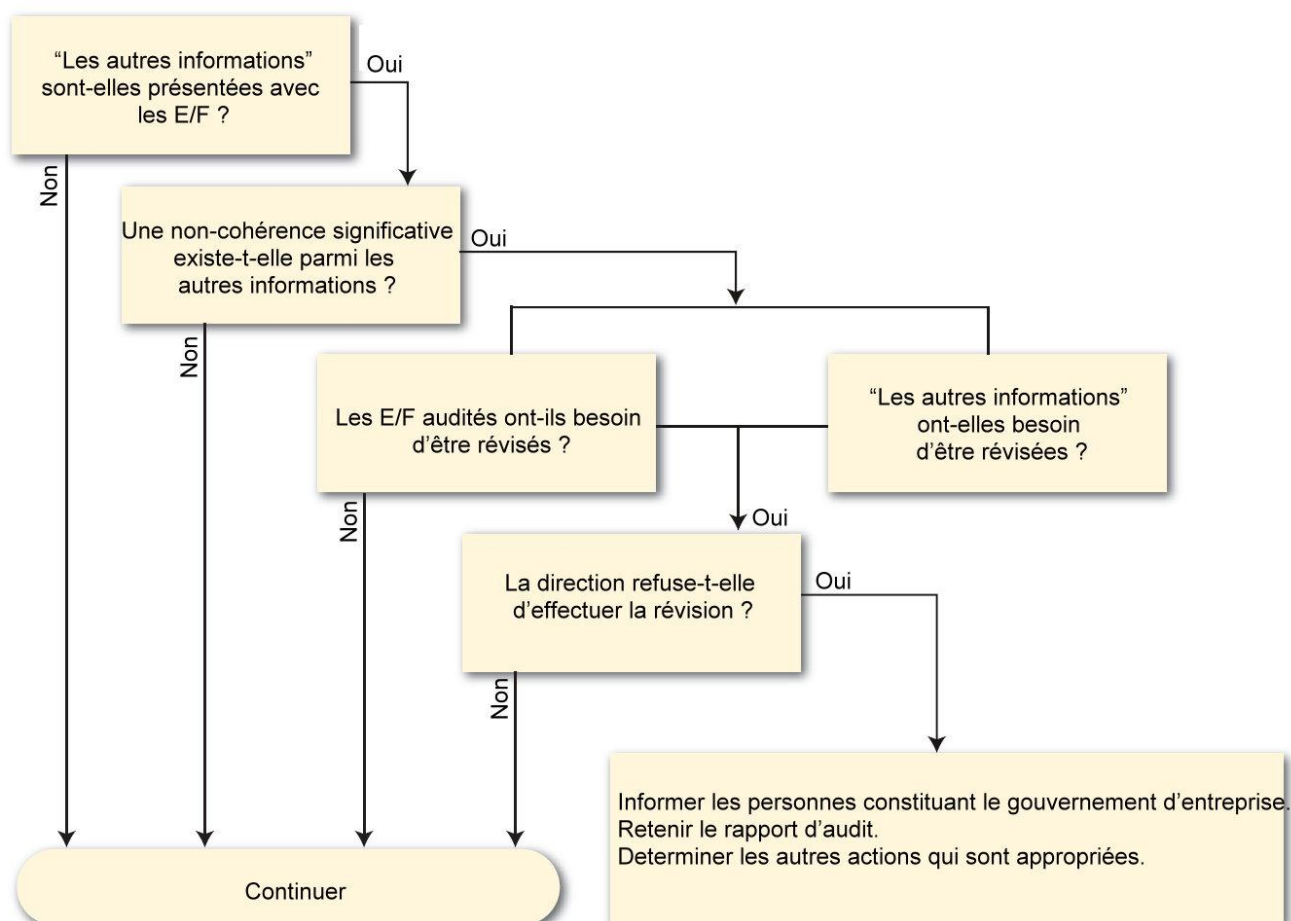 “Les autres informations”
sont-elles présentées avec
les E/F ?
Oui
Non
Une non-cohérence significative
existe-t-elle parmi les
autres informations ?
Oui
Non
Les E/F audités ont-ils besoin
d’être révisés ?
“Les autres informations”
ont-elles besoin
d’être révisées ?
Non
Oui
La direction refuse-t-elle
d’effectuer la révision ?
Oui
Non
Informer les personnes constituant le gouvernement d’entreprise.
Retenir le rapport d’audit.
Determiner les autres actions qui sont appropriées.
Continuer